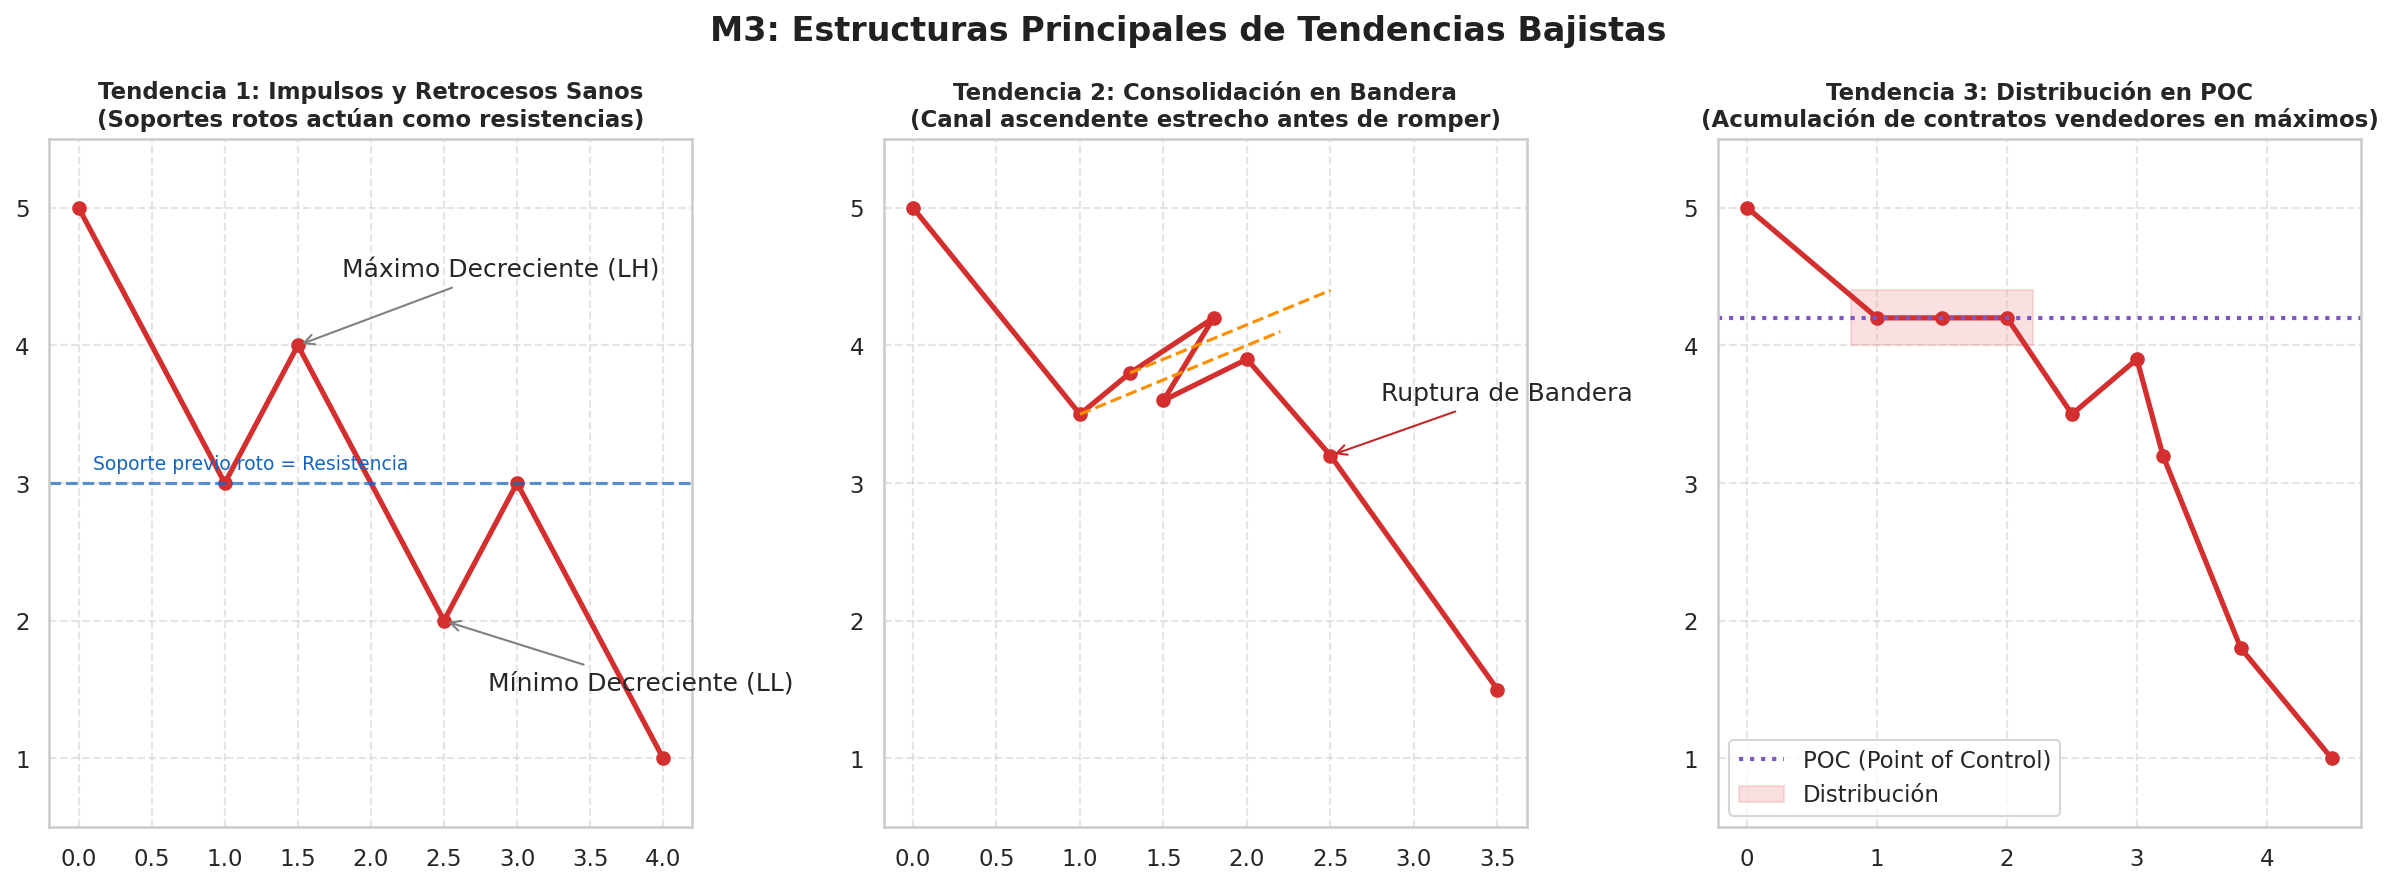 M3: Estructuras Principales de Tendencias Bajistas
Tendencia 1: Impulsos y Retrocesos Sanos
(Soportes rotos actúan como resistencias)
5
4
3
2
1
Máximo Decreciente (LH)
Soporte previo roto = Resistencia
Mínimo Decreciente (LL)
0.0 0.5 1.0 1.5 2.0 2.5 3.0 3.5 4.0
Tendencia 2: Consolidación en Bandera
(Canal ascendente estrecho antes de romper)
5
4
3
2
1
Ruptura de Bandera
0.0 0.5 1.0 1.5 2.0 2.5 3.0 3.5
Tendencia 3: Distribución en POC
(Acumulación de contratos vendedores en máximos)
5
4
3
2
1
POC (Point of Control)
Distribución
0 1 2 3 4